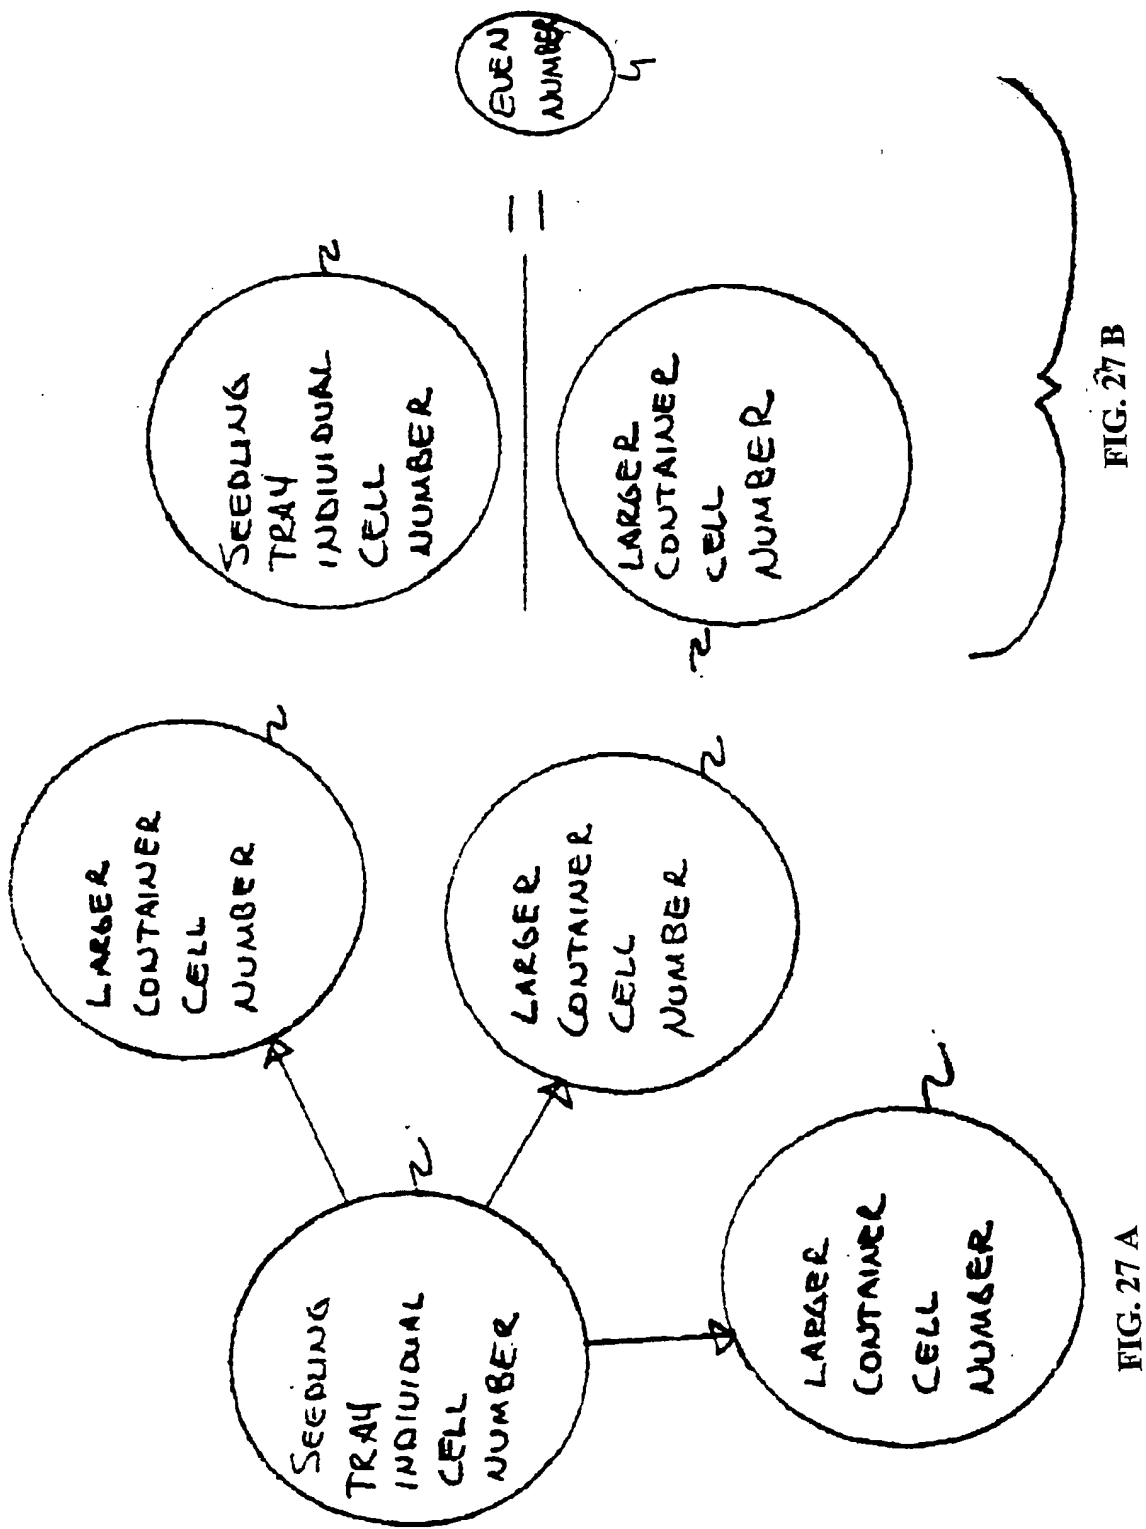 LARGER
CONTAINER
CELL
NUMBER
SEEDLING
TRAY
INDIVIDUAL
CELL
NUMBER
LARGER
CONTAINER
CELL
NUMBER
LARGER
CONTAINER
CELL
NUMBER
FIG. 27 A
SEEDLING
TRAY
INDIVIDUAL
CELL
NUMBER
=
EVEN
NUMBER
LARGER
CONTAINER
CELL
NUMBER
FIG. 27 B